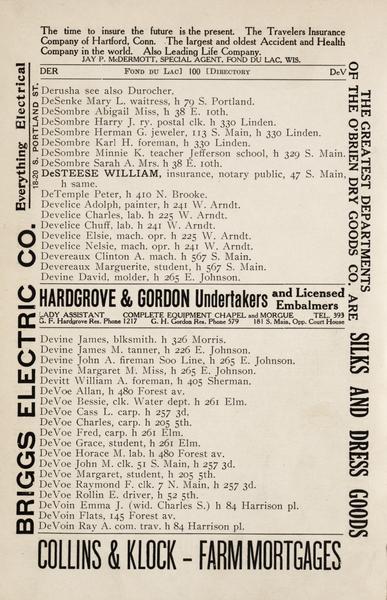 The time to insure the future is the present. The Travelers Insurance
Company of Hartford, Conn. The largest and oldest Accident and Health
Company in the world. Also Leading Life Company.
JAY P. McDERMOTT, SPECIAL AGENT, FOND DU LAC, WIS.
DER FOND DU LAC] 100 [DIRECTORY DeV
Derusha see also Durocher.
DeSenke Mary L. waitress, h 79 S. Portland.
DeSombre Abigail Miss, h 38 E. 10th.
DeSombre Harry J. ry. postal clk. h 330 Linden.
DeSombre Herman G. jeweler, 113 S. Main, h 330 Linden.
DeSombre Karl H. foreman, h 330 Linden.
DeSombre Minnie K. teacher Jefferson school, h 329 S. Main.
DeSombre Sarah A. Mrs. h 38 E. 10th.
DeSTEESE WILLIAM, insurance, notary public, 47 S. Main,
h same.
DeTemple Peter, h 410 N. Brooke.
Develice Adolph, painter, h 241 W. Arndt.
Develice Charles, lab. h 225 W. Arndt.
Develice Chuff, lab h 241 W. Arndt.
Develice Elsie, mach. opr. h 225 W. Arndt.
Develice Nelsie, mach. opr. h 241 W. Arndt.
Devereaux Clinton A. mach. h 567 S. Main.
Devereaux Marguerite, student, h 567 S. Main.
Devine David, molder, h 265 E. Johnson.
HARDGROVE & GORDON Undertakers and Licensed Embalmers
LADY ASSISTANT COMPLETE EQUIPMENT CHAPEL and MORGUE TEL. 393
G. F. Hardgrove Res. Phone 1217 G. H. Gordon Res. Phone 579 181 S. Main, Opp. Court House
Devine James, blksmith. h 326 Morris.
Devine James M. tanner, h 226 E. Johnson.
Devine John A. fireman Soo Line, h 265 E. Johnson.
Devine Margaret M. Miss, h 265 E. Johnson.
Devitt William A. foreman, h 405 Sherman.
DeVoe Allan, h 480 Forest av.
DeVoe Bessie, clk. Water dept. h 261 Elm.
DeVoe Cass L. carp. h 257 3d.
DeVoe Charles, carp. h 205 5th.
DeVoe Fred, carp. h 261 Elm.
DeVoe Grace, student, h 261 Elm.
DeVoe Horace M. lab. h 480 Forest av.
DeVoe John M. clk. 51 S. Main, h 257 3d.
DeVoe Margaret, student, h 205 5th.
DeVoe Raymond F. clk. 7 N. Main, h 257 3d.
DeVoe Rollin E. driver, h 52 5th.
DeVoin Emma J. (wid. Charles S.) h 84 Harrison pl.
DeVoin Flats, 145 Forest av.
DeVoin Ray A. com. trav. h 84 Harrison pl.
COLLINS & KLOCK – FARM MORTGAGES
BRIGGS ELECTRIC CO. Everything Electrical
18-20 S. PORTLAND ST.
THE GREATEST DEPARTMENTS
OF THE O'BRIEN DRY GOODS CO. ARE
SILKS AND DRESS GOODS